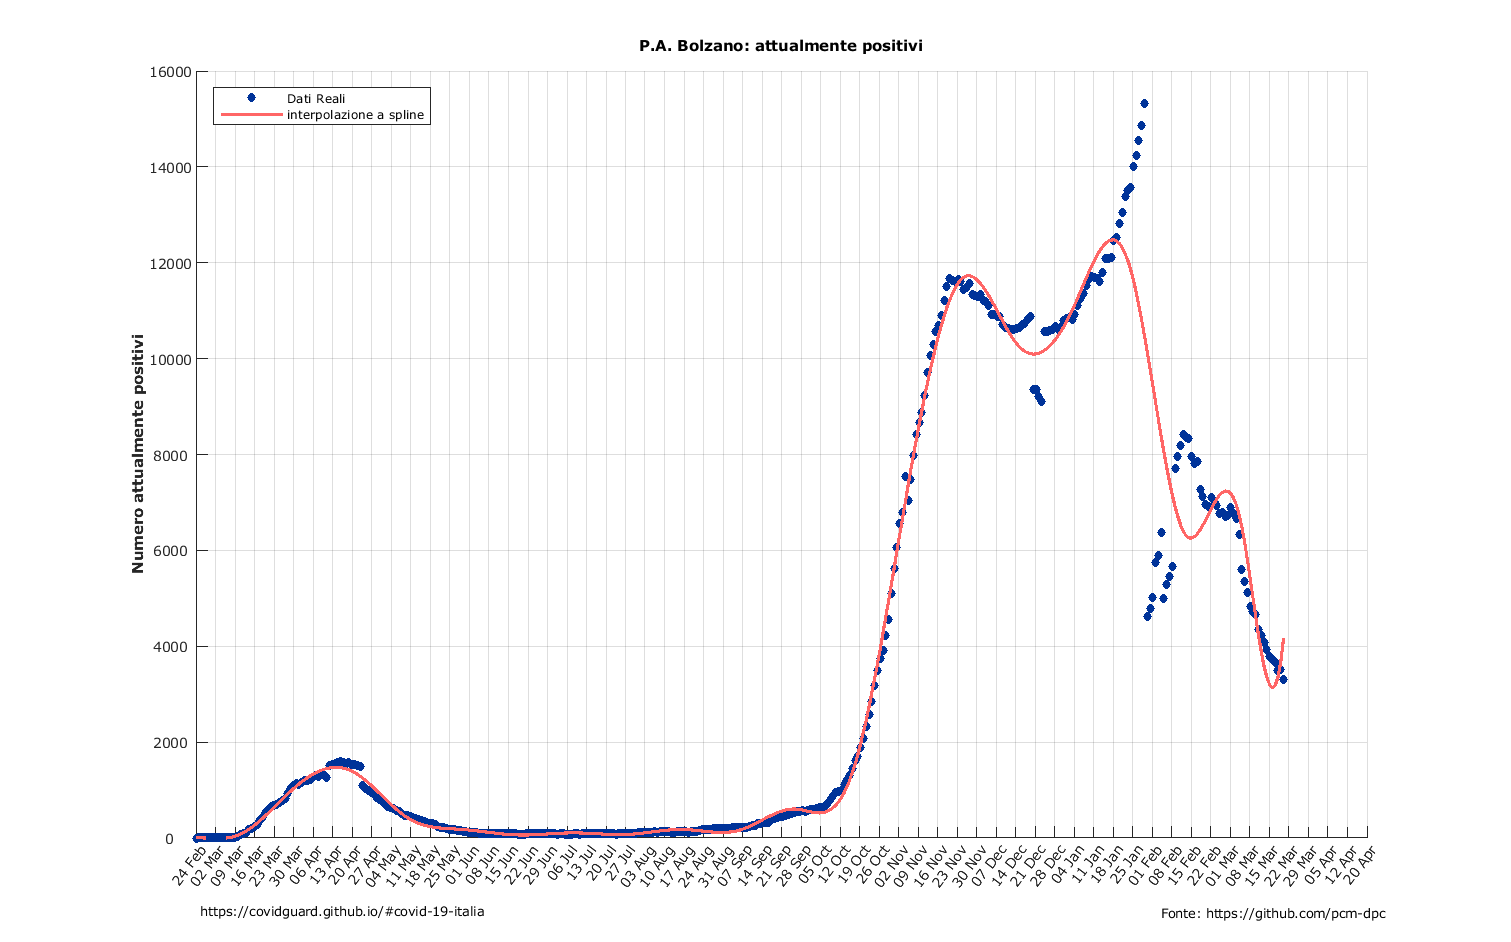 P.A. Bolzano: attualmente positivi
Dati Reali
interpolazione a spline
Numero attualmente positivi
16000
14000
12000
10000
8000
6000
4000
2000
0
24 Feb
02 Mar
09 Mar
16 Mar
23 Mar
30 Mar
06 Apr
13 Apr
20 Apr
27 Apr
04 May
11 May
18 May
25 May
01 Jun
08 Jun
15 Jun
22 Jun
29 Jun
06 Jul
13 Jul
20 Jul
27 Jul
03 Aug
10 Aug
17 Aug
24 Aug
31 Aug
07 Sep
14 Sep
21 Sep
28 Sep
05 Oct
12 Oct
19 Oct
26 Oct
02 Nov
09 Nov
16 Nov
23 Nov
30 Nov
07 Dec
14 Dec
21 Dec
28 Dec
04 Jan
11 Jan
18 Jan
25 Jan
01 Feb
08 Feb
15 Feb
22 Feb
01 Mar
08 Mar
15 Mar
22 Mar
29 Mar
05 Apr
12 Apr
20 Apr
https://covidguard.github.io/#covid-19-italia
Fonte: https://github.com/pcm-dpc